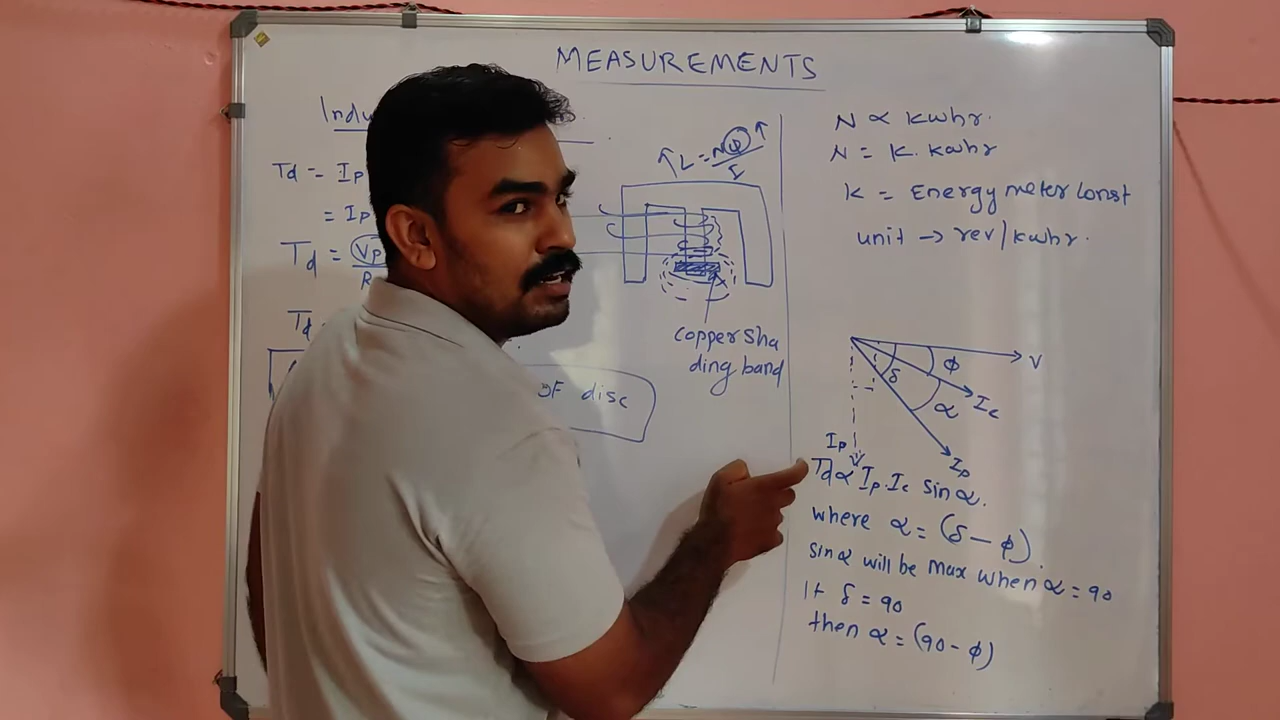 MEASUREMENTS
Indu
Td = Ip
= Ip
Td = Vp
R
Td
OF disc
L = NΦ
I
Copper Sha
ding band
N ∝ Kwhr.
N = K. Kwhr
K = Energy meter Const
unit → rev/kwhr.
V
φ
δ
Ic
α
Ip
Ip
Td ∝ Ip. Ic sin α.
where α = (δ - φ).
sin α will be max when α = 90
If δ = 90
then α = (90 - φ)